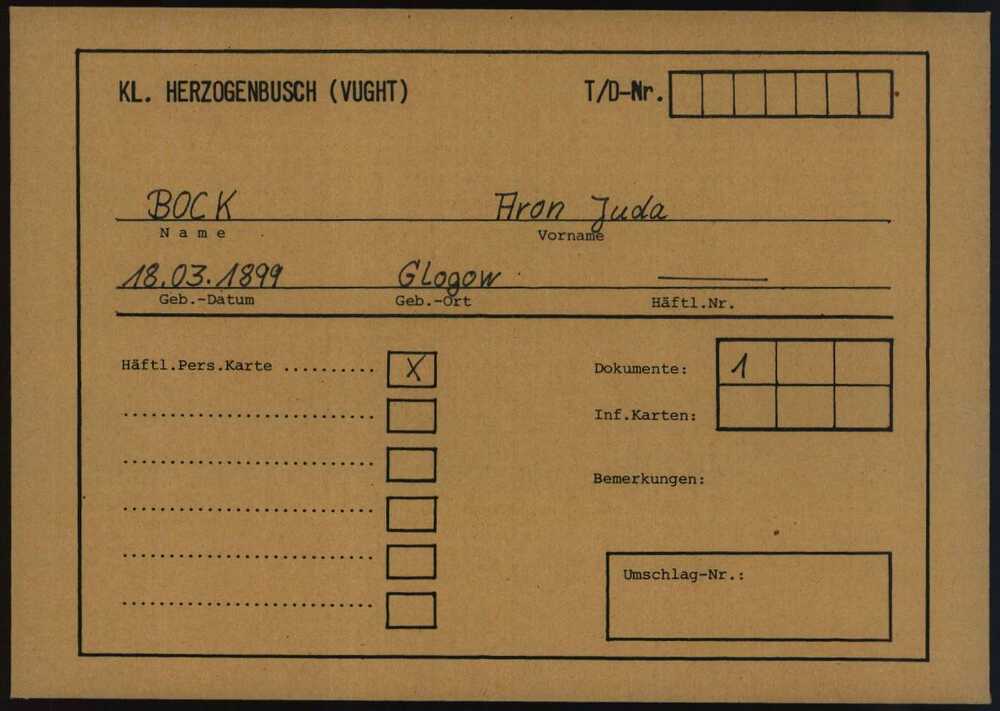 KL. HERZOGENBUSCH (VUGHT) T/D-Nr.
BOCK Aron Juda
Name Vorname
18.03.1899 Glogow
Geb.-Datum Geb.-Ort Häftl.Nr.
Häftl.Pers.Karte .......... X
Dokumente: 1
Inf.Karten:
Bemerkungen:
Umschlag-Nr.: